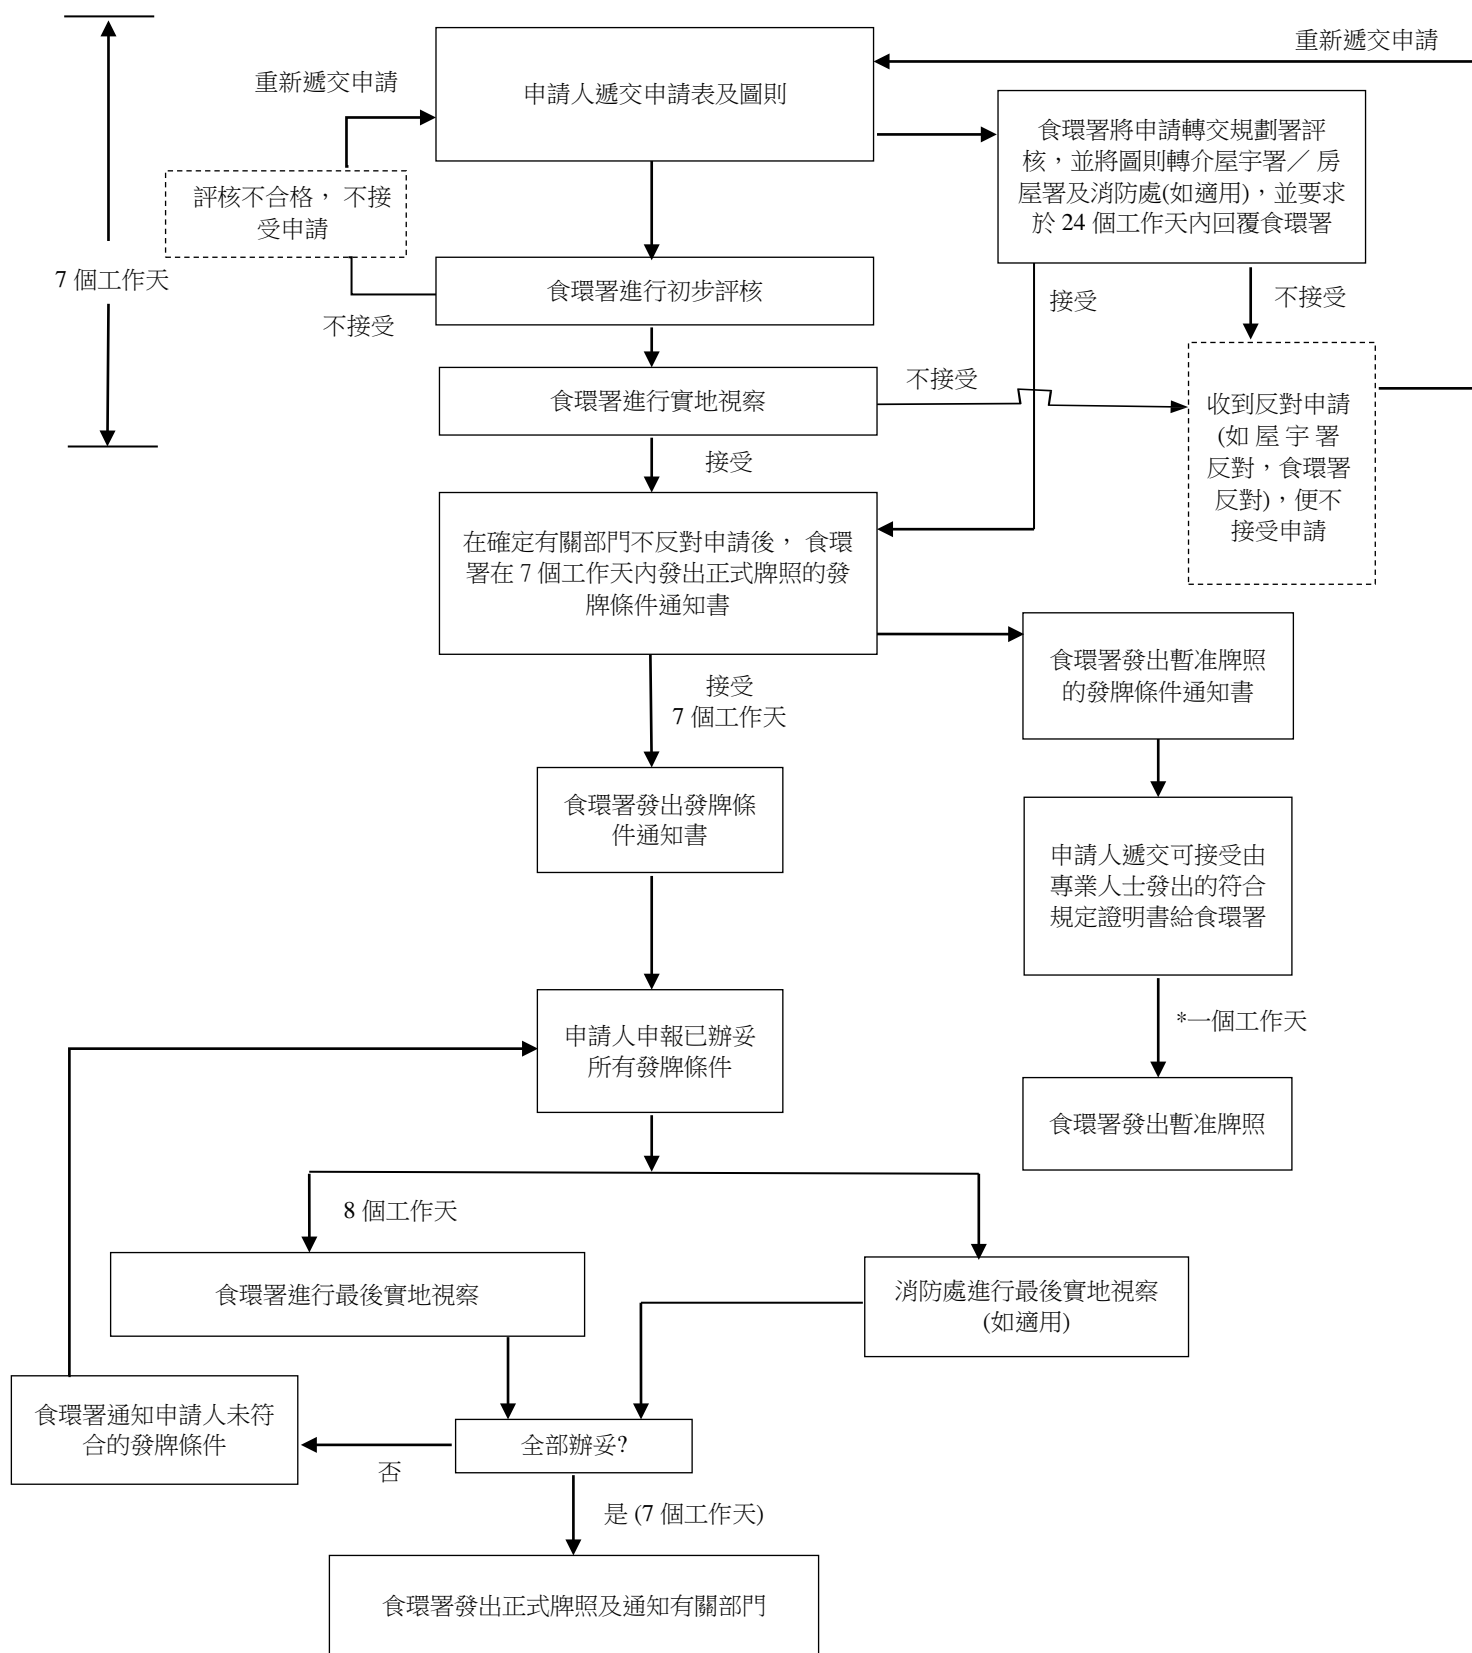 重新遞交申請
重新遞交申請
申請人遞交申請表及圖則
食環署將申請轉交規劃署評
核，並將圖則轉介屋宇署／ 房
屋署及消防處(如適用)，並要求
於 24 個工作天內回覆食環署
評核不合格， 不接
受申請
7 個工作天
食環署進行初步評核
不接受
接受
不接受
食環署進行實地視察
不接受
收到反對申請
(如 屋 宇 署
反對，食環署
反對)，便不
接受申請
接受
在確定有關部門不反對申請後， 食環
署在 7 個工作天內發出正式牌照的發
牌條件通知書
食環署發出暫准牌照
的發牌條件通知書
接受
7 個工作天
食環署發出發牌條
件通知書
申請人遞交可接受由
專業人士發出的符合
規定證明書給食環署
*一個工作天
申請人申報已辦妥
所有發牌條件
食環署發出暫准牌照
8 個工作天
食環署進行最後實地視察
消防處進行最後實地視察
(如適用)
食環署通知申請人未符
合的發牌條件
全部辦妥?
否
是 (7 個工作天)
食環署發出正式牌照及通知有關部門